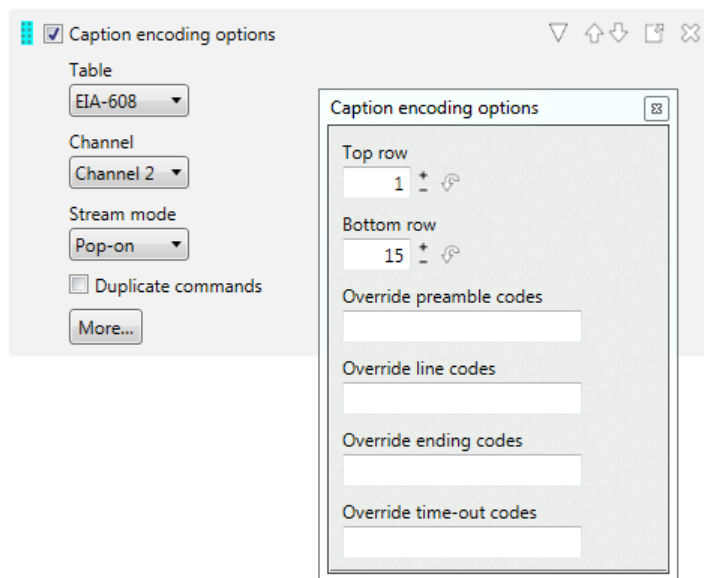 Caption encoding options
Table
EIA-608
Channel
Channel 2
Stream mode
Pop-on
Duplicate commands
More...
Caption encoding options
Top row
1
Bottom row
15
Override preamble codes
Override line codes
Override ending codes
Override time-out codes